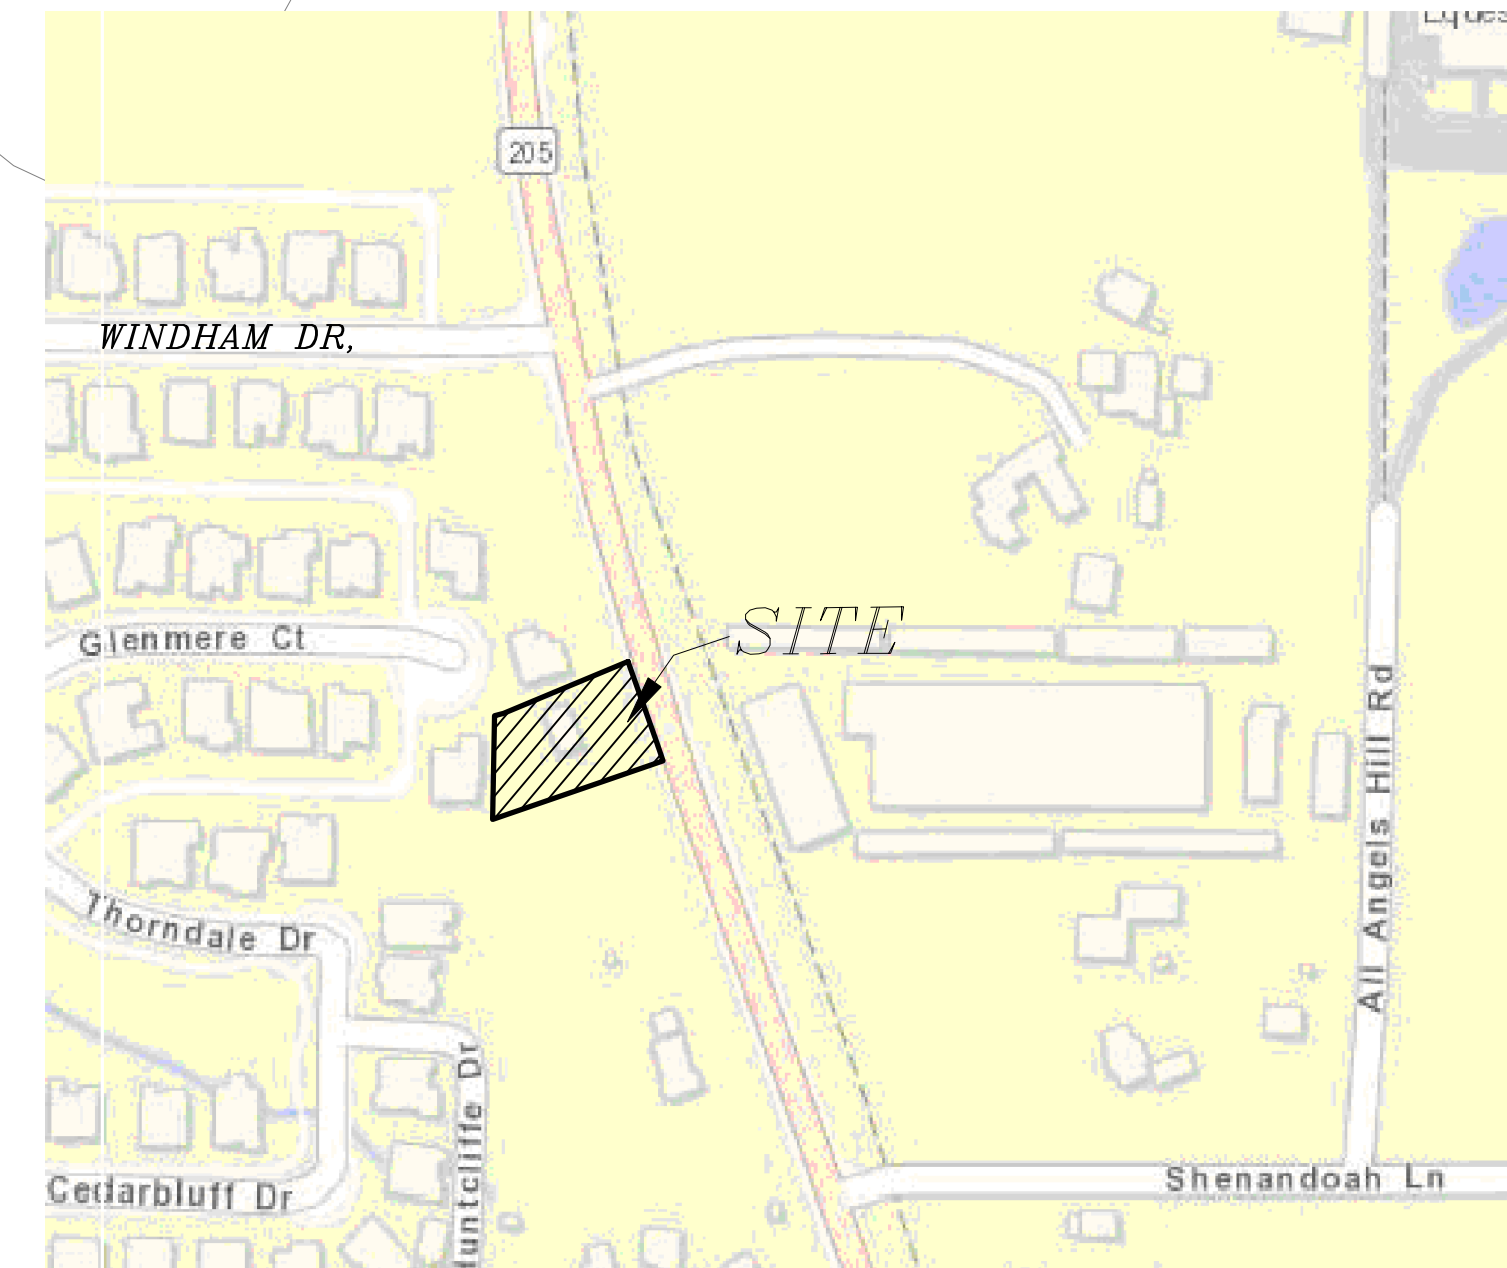 205
WINDHAM DR,
SITE
Glenmere Ct
All Angels Hill Rd
Thorndale Dr
Cedarbluff Dr
Shenandoah Ln